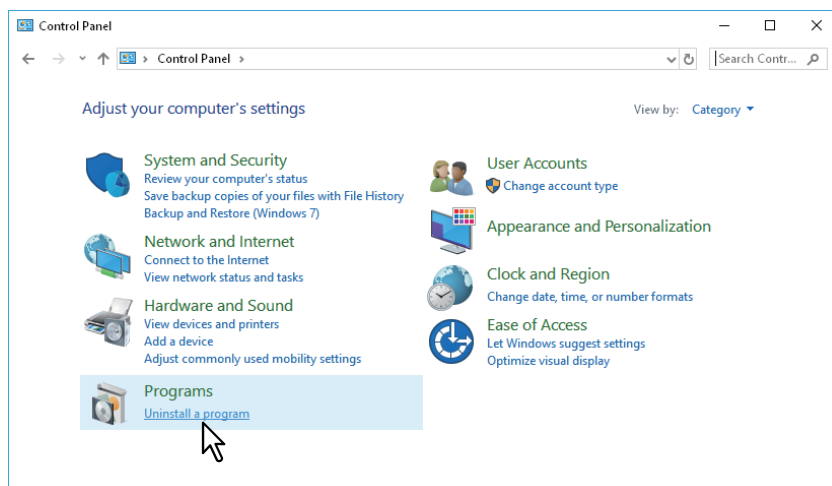 Control Panel
Control Panel
Search Contr...
Adjust your computer's settings
View by: Category
System and Security
Review your computer's status
Save backup copies of your files with File History
Backup and Restore (Windows 7)
Network and Internet
Connect to the Internet
View network status and tasks
Hardware and Sound
View devices and printers
Add a device
Adjust commonly used mobility settings
Programs
Uninstall a program
User Accounts
Change account type
Appearance and Personalization
Clock and Region
Change date, time, or number formats
Ease of Access
Let Windows suggest settings
Optimize visual display